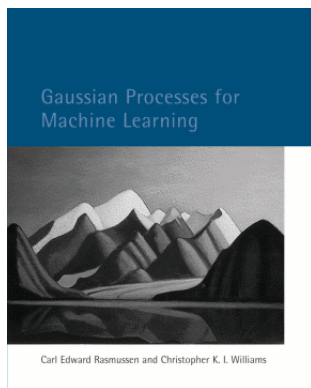 Gaussian Processes for
Machine Learning
Carl Edward Rasmussen and Christopher K. I. Williams